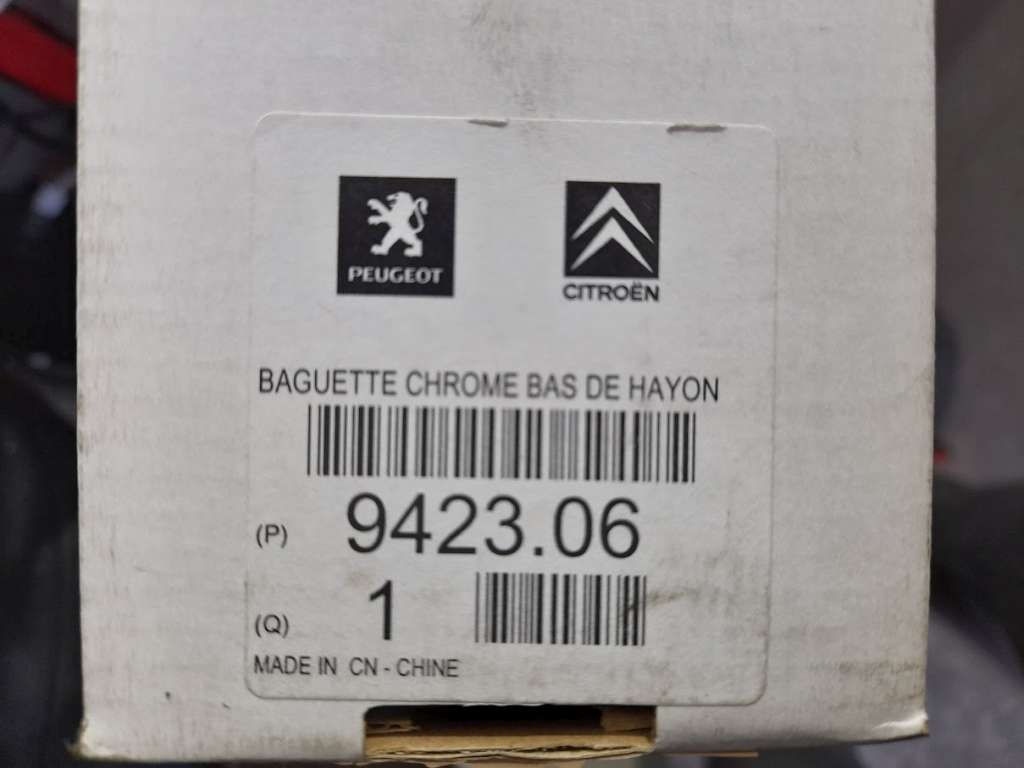 PEUGEOT
CITROËN
BAGUETTE CHROME BAS DE HAYON
(P) 9423.06
(Q) 1
MADE IN CN - CHINE